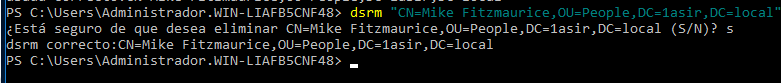 PS C:\Users\Administrador.WIN-LIAFB5CNF48> dsrm "CN=Mike Fitzmaurice,OU=People,DC=1asir,DC=local"
¿Está seguro de que desea eliminar CN=Mike Fitzmaurice,OU=People,DC=1asir,DC=local (S/N)? s
dsrm correcto:CN=Mike Fitzmaurice,OU=People,DC=1asir,DC=local
PS C:\Users\Administrador.WIN-LIAFB5CNF48>